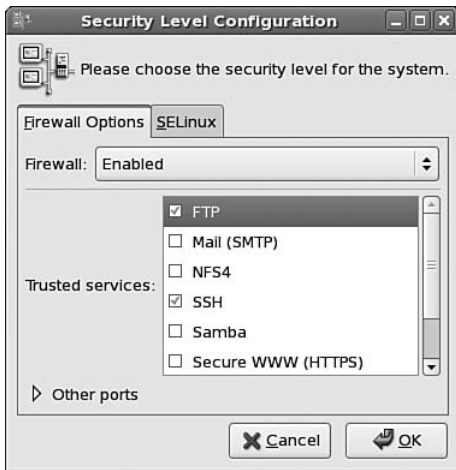 Security Level Configuration
Please choose the security level for the system.
Firewall Options
SELinux
Firewall: Enabled
Trusted services:
FTP
Mail (SMTP)
NFS4
SSH
Samba
Secure WWW (HTTPS)
Other ports
Cancel
OK